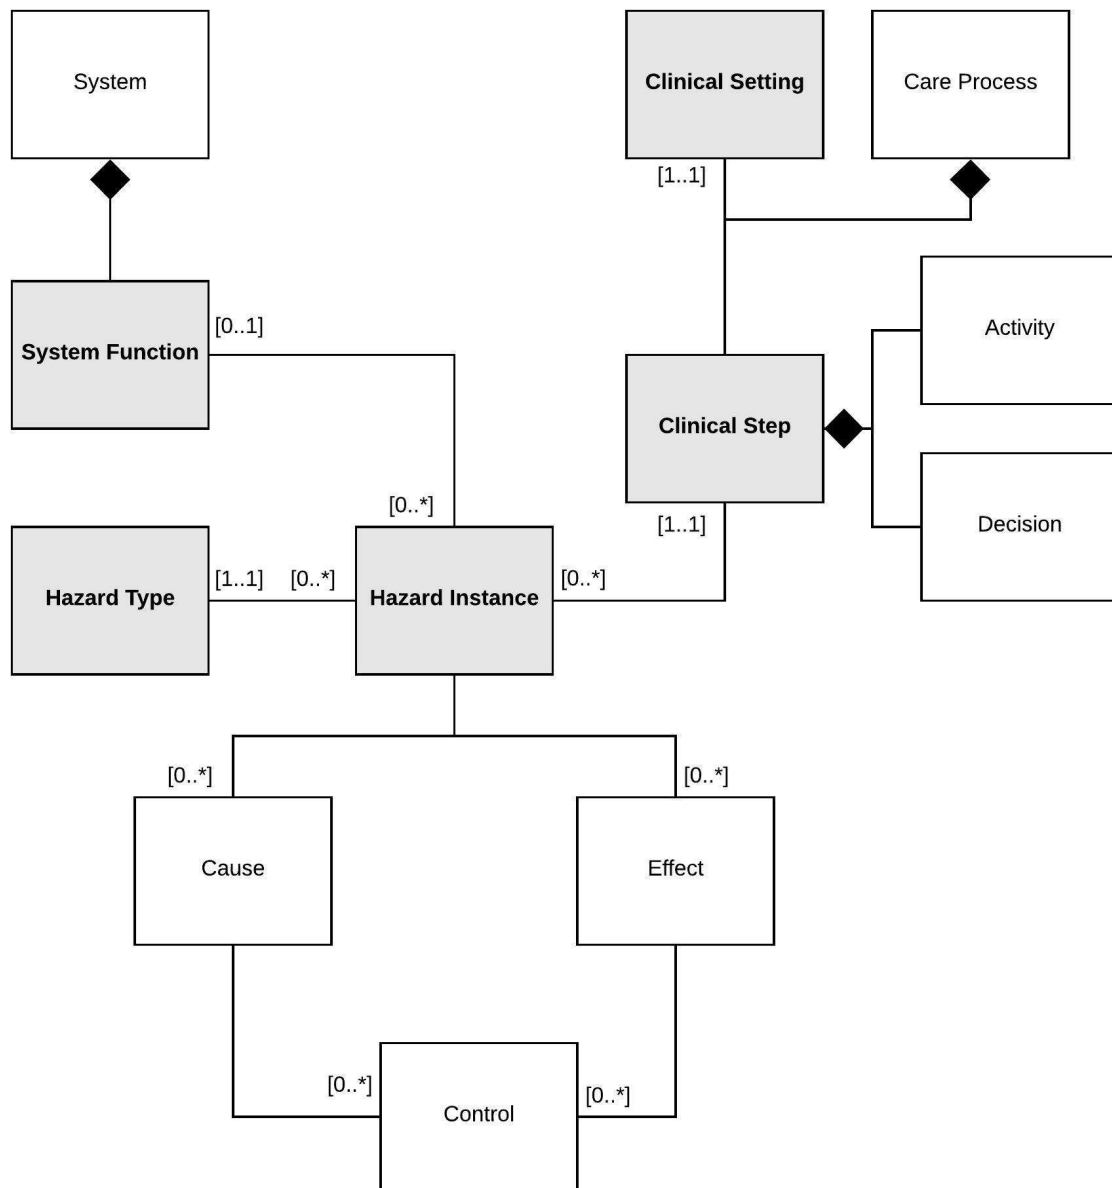 System
Clinical Setting
Care Process
[1..1]
System Function
[0..1]
Activity
Clinical Step
[0..*]
[1..1]
Decision
Hazard Type
[1..1]
[0..*]
Hazard Instance
[0..*]
[0..*]
[0..*]
Cause
Effect
[0..*]
[0..*]
Control